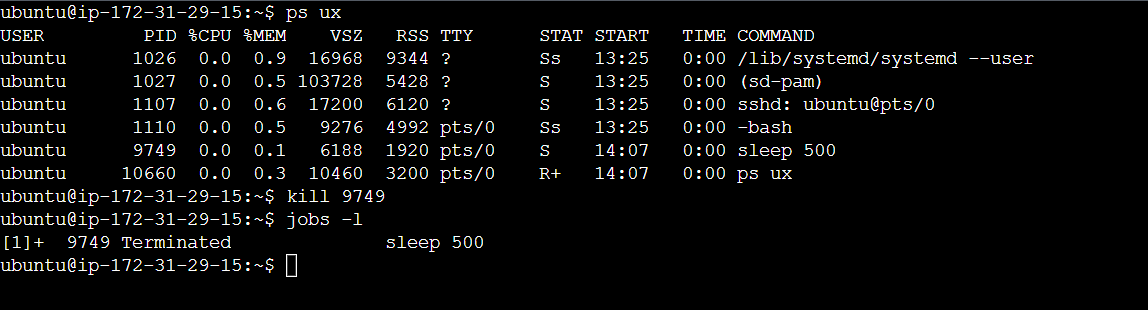 ubuntu@ip-172-31-29-15:~$ ps ux
USER         PID %CPU %MEM    VSZ   RSS TTY      STAT START   TIME COMMAND
ubuntu      1026  0.0  0.9  16968  9344 ?        Ss   13:25   0:00 /lib/systemd/systemd --user
ubuntu      1027  0.0  0.5 103728  5428 ?        S    13:25   0:00 (sd-pam)
ubuntu      1107  0.0  0.6  17200  6120 ?        S    13:25   0:00 sshd: ubuntu@pts/0
ubuntu      1110  0.0  0.5   9276  4992 pts/0    Ss   13:25   0:00 -bash
ubuntu      9749  0.0  0.1   6188  1920 pts/0    S    14:07   0:00 sleep 500
ubuntu     10660  0.0  0.3  10460  3200 pts/0    R+   14:07   0:00 ps ux
ubuntu@ip-172-31-29-15:~$ kill 9749
ubuntu@ip-172-31-29-15:~$ jobs -l
[1]+  9749 Terminated              sleep 500
ubuntu@ip-172-31-29-15:~$